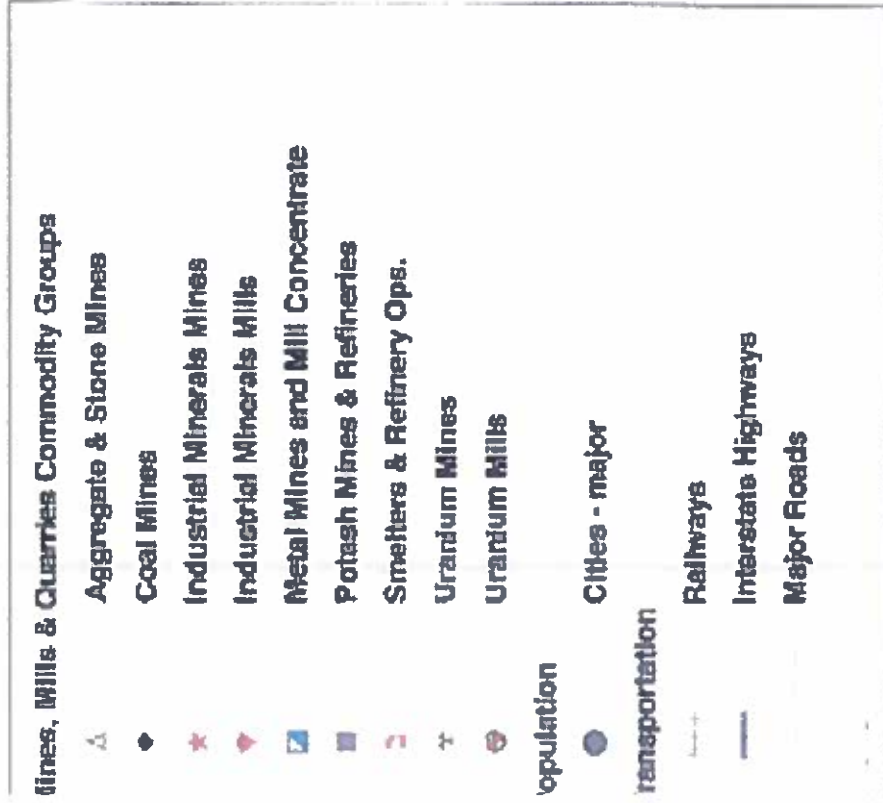 ines, Mills & Quarries Commodity Groups
Aggregate & Stone Mines
Coal Mines
Industrial Minerals Mines
Industrial Minerals Mills
Metal Mines and Mill Concentrate
Potash Mines & Refineries
Smelters & Refinery Ops.
Uranium Mines
Uranium Mills
opulation
Cities - major
ransportation
Railways
Interstate Highways
Major Roads